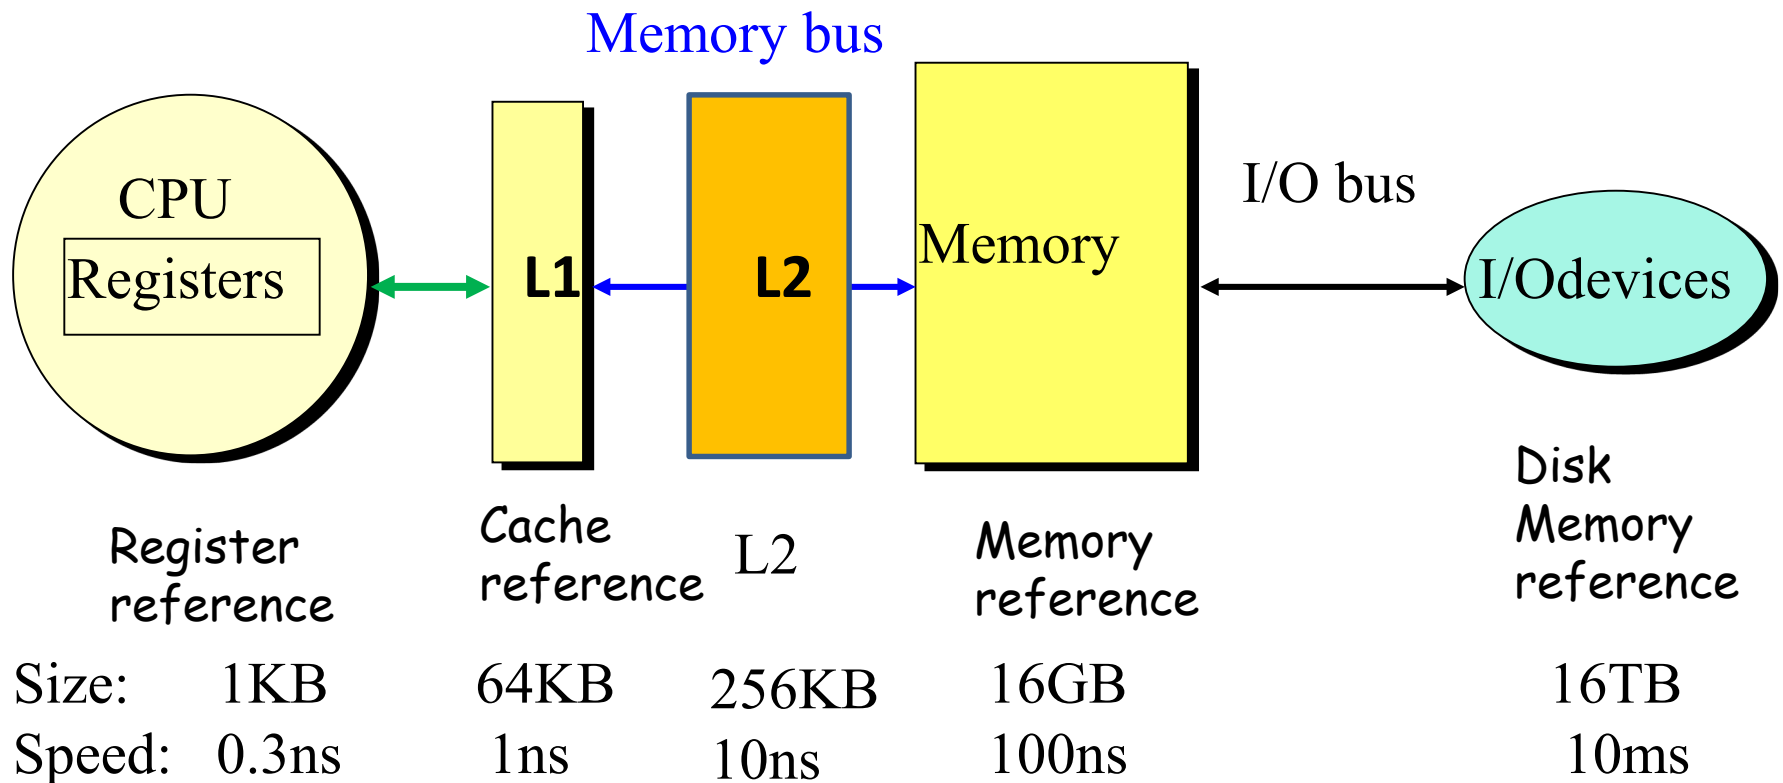 Memory bus
CPU
Registers
L1
L2
Memory
I/O bus
I/Odevices
Register
reference
Cache
reference
L2
Memory
reference
Disk
Memory
reference
Size: 1KB 64KB 256KB 16GB 16TB
Speed: 0.3ns 1ns 10ns 100ns 10ms